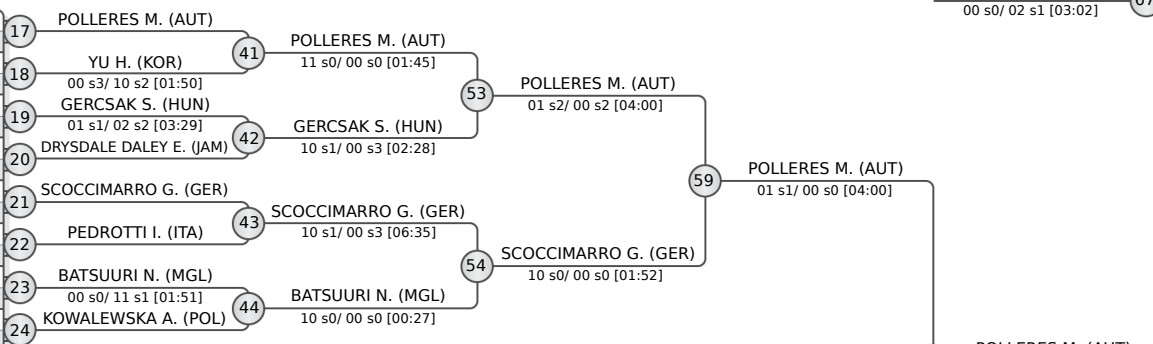 00 s0/ 02 s1 [03:02]
17
POLLERES M. (AUT)
18
YU H. (KOR)
00 s3/ 10 s2 [01:50]
41
POLLERES M. (AUT)
11 s0/ 00 s0 [01:45]
19
GERCSAK S. (HUN)
01 s1/ 02 s2 [03:29]
20
DRYSDALE DALEY E. (JAM)
42
GERCSAK S. (HUN)
10 s1/ 00 s3 [02:28]
53
POLLERES M. (AUT)
01 s2/ 00 s2 [04:00]
21
SCOCCIMARRO G. (GER)
22
PEDROTTI I. (ITA)
43
SCOCCIMARRO G. (GER)
10 s1/ 00 s3 [06:35]
23
BATSUURI N. (MGL)
00 s0/ 11 s1 [01:51]
24
KOWALEWSKA A. (POL)
44
BATSUURI N. (MGL)
10 s0/ 00 s0 [00:27]
54
SCOCCIMARRO G. (GER)
10 s0/ 00 s0 [01:52]
59
POLLERES M. (AUT)
01 s1/ 00 s0 [04:00]